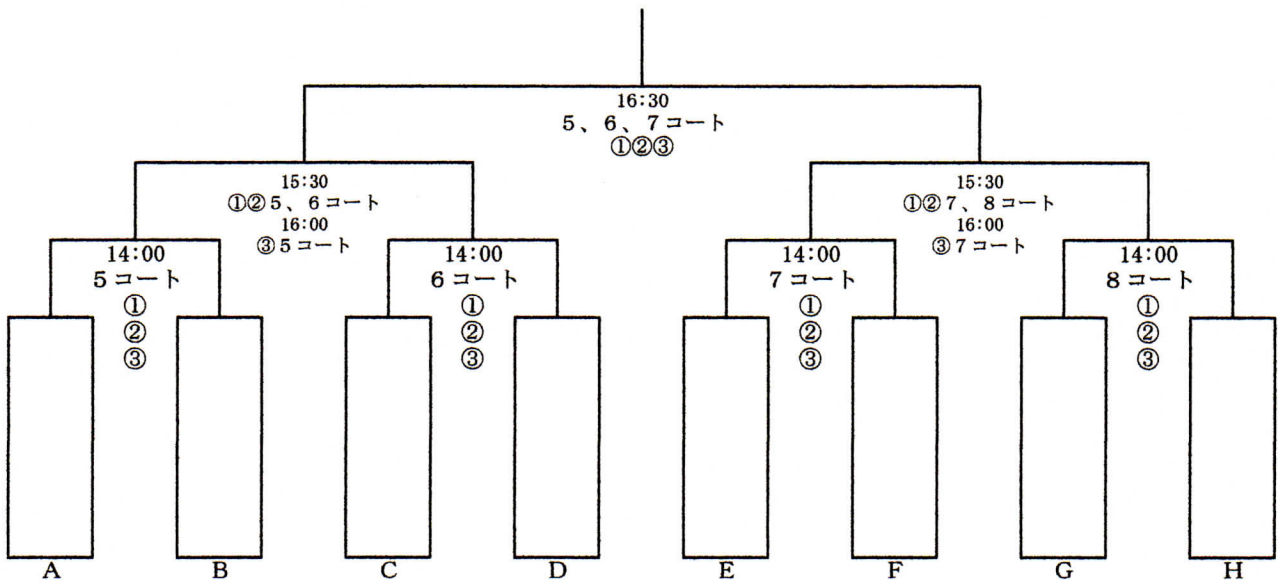 16:30
5、6、7コート
①②③
15:30
①②5、6コート
16:00
③5コート
15:30
①②7、8コート
16:00
③7コート
14:00
5コート
①
②
③
14:00
6コート
①
②
③
14:00
7コート
①
②
③
14:00
8コート
①
②
③
A B C D E F G H